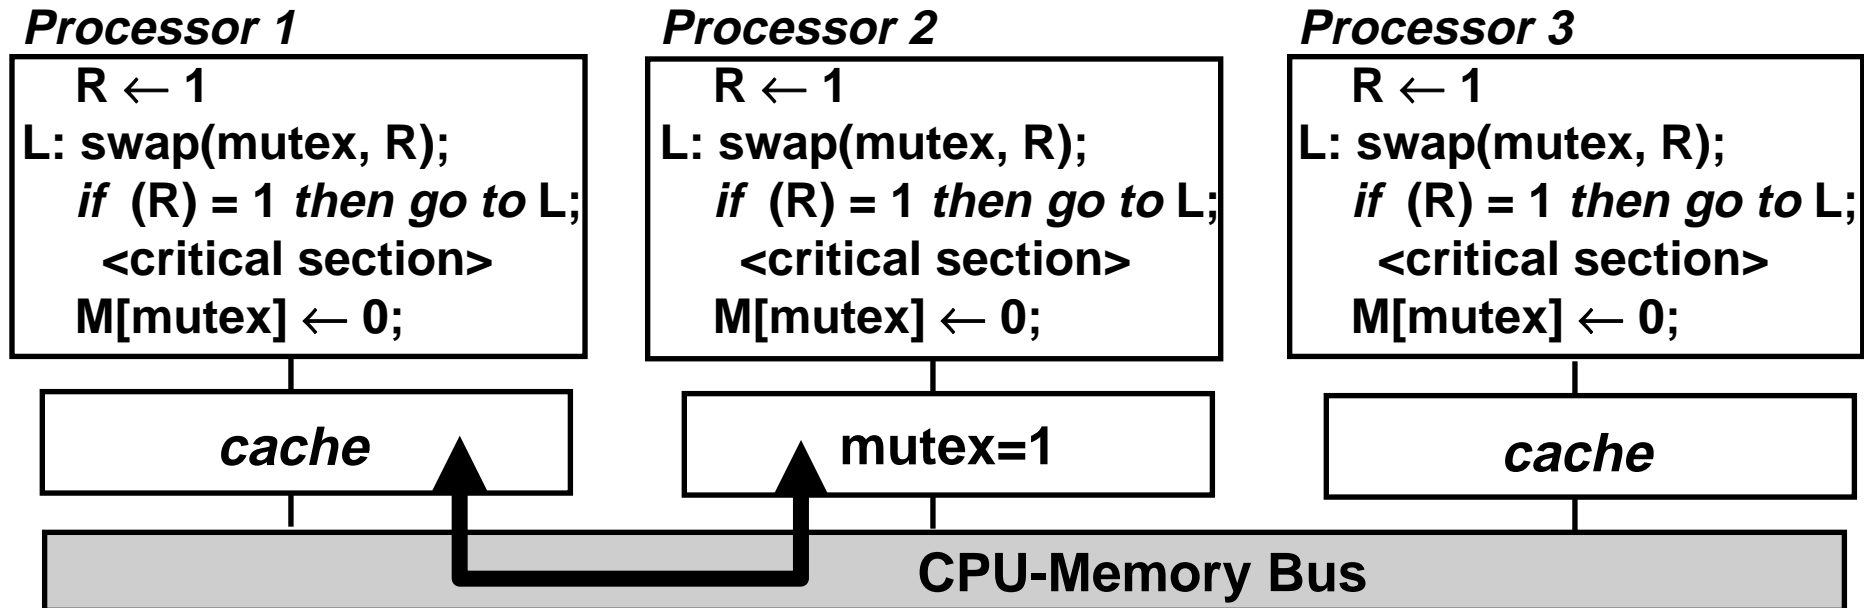 Processor 1
R ← 1
L: swap(mutex, R);
if (R) = 1 then go to L;
<critical section>
M[mutex] ← 0;
cache
Processor 2
R ← 1
L: swap(mutex, R);
if (R) = 1 then go to L;
<critical section>
M[mutex] ← 0;
mutex=1
Processor 3
R ← 1
L: swap(mutex, R);
if (R) = 1 then go to L;
<critical section>
M[mutex] ← 0;
cache
CPU-Memory Bus